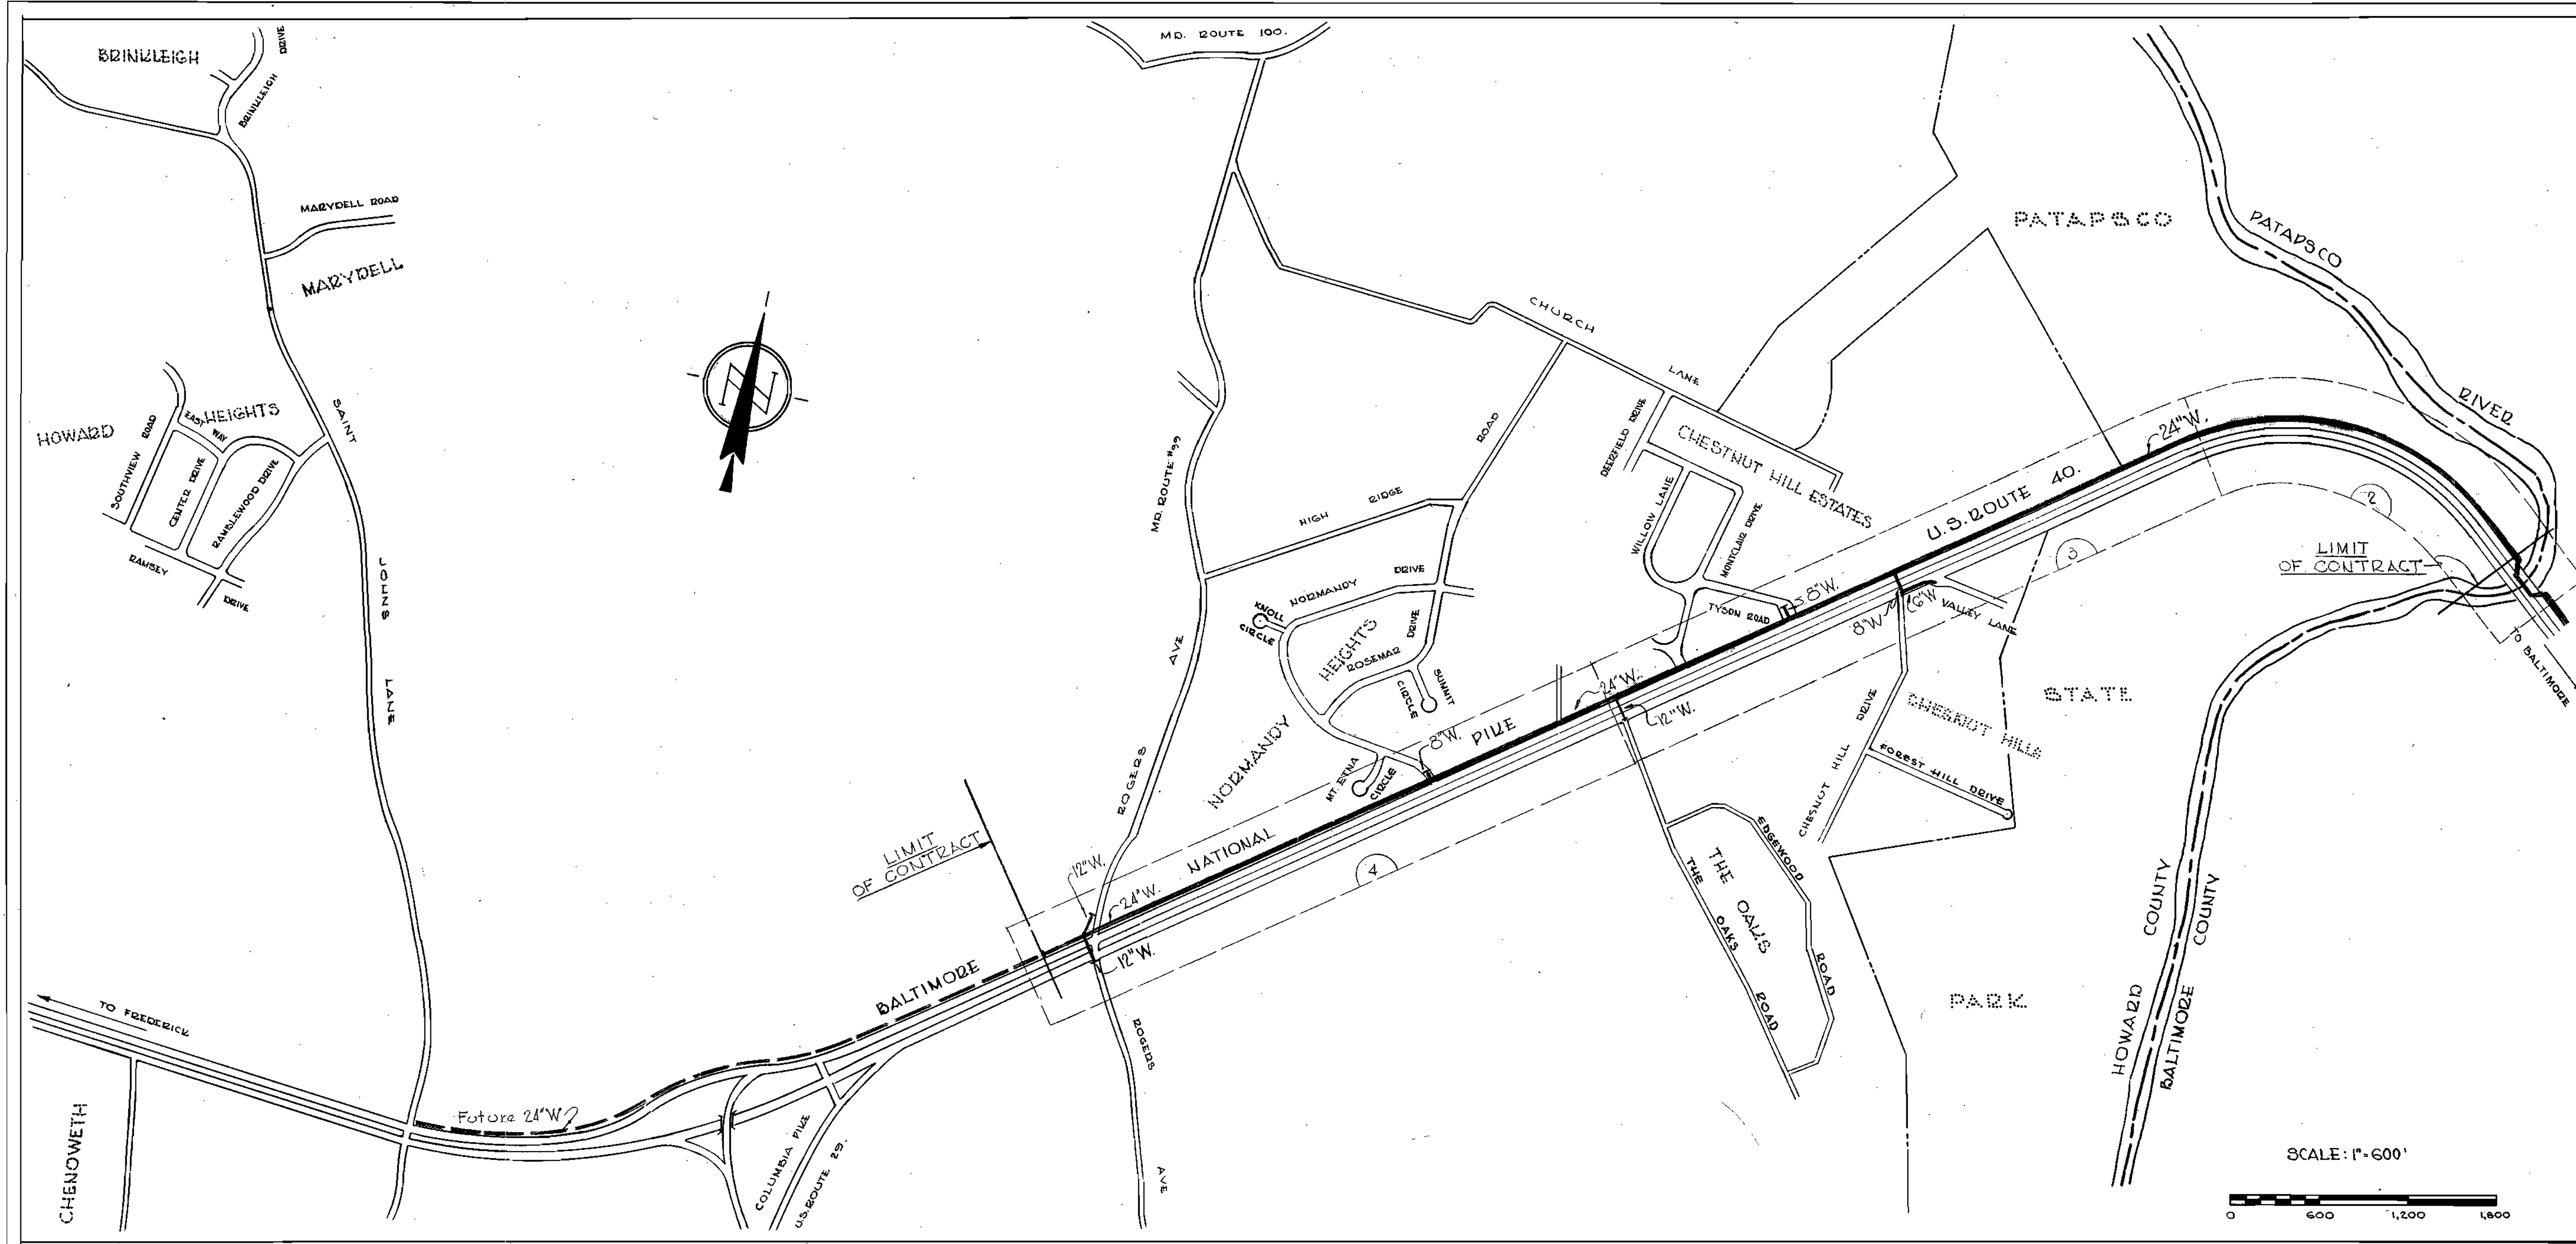 BRINKLEIGH
BRINKLEIGH DRIVE
MD. ROUTE 100.
MARYDELL ROAD
MARYDELL
PATAPSCO
PATAPSCO
RIVER
N
CHURCH
LANE
HOWARD
HEIGHTS
EAST WAY
SOUTHVIEW ROAD
CENTER DRIVE
RAMBLEWOOD DRIVE
RAMSEY
DRIVE
SAINT
JOHNS
LANE
MD. ROUTE #99
HIGH
RIDGE
ROAD
DEERFIELD DRIVE
CHESTNUT HILL ESTATES
WILLOW LANE
MONTCLAIR DRIVE
TYSON ROAD
8"W.
U.S. ROUTE 40.
24"W.
2
3
LIMIT
OF CONTRACT
6"W
8"W
VALLEY LANE
TO BALTIMORE
NORMANDY
DRIVE
KNOLL
CIRCLE
HEIGHTS
ROSEMAR
DRIVE
SUMMIT
CIRCLE
NORMANDY
MT. ETNA
CIRCLE
8"W.
PIKE
24"W.
12"W.
CHESNUT HILL
DRIVE
CHESNUT HILLS
FOREST HILL DRIVE
STATE
AVE
ROGERS
LIMIT
OF CONTRACT
12"W.
24"W.
NATIONAL
4
12"W.
EDGEWOOD
ROAD
THE OAKS
THE
OAKS
ROAD
PARK
HOWARD COUNTY
BALTIMORE COUNTY
BALTIMORE
TO FREDERICK
Future 24"W
CHENOWETH
COLUMBIA PIKE
U.S. ROUTE 29.
ROGERS
AVE
SCALE: 1"=600'
0 600 1,200 1,800